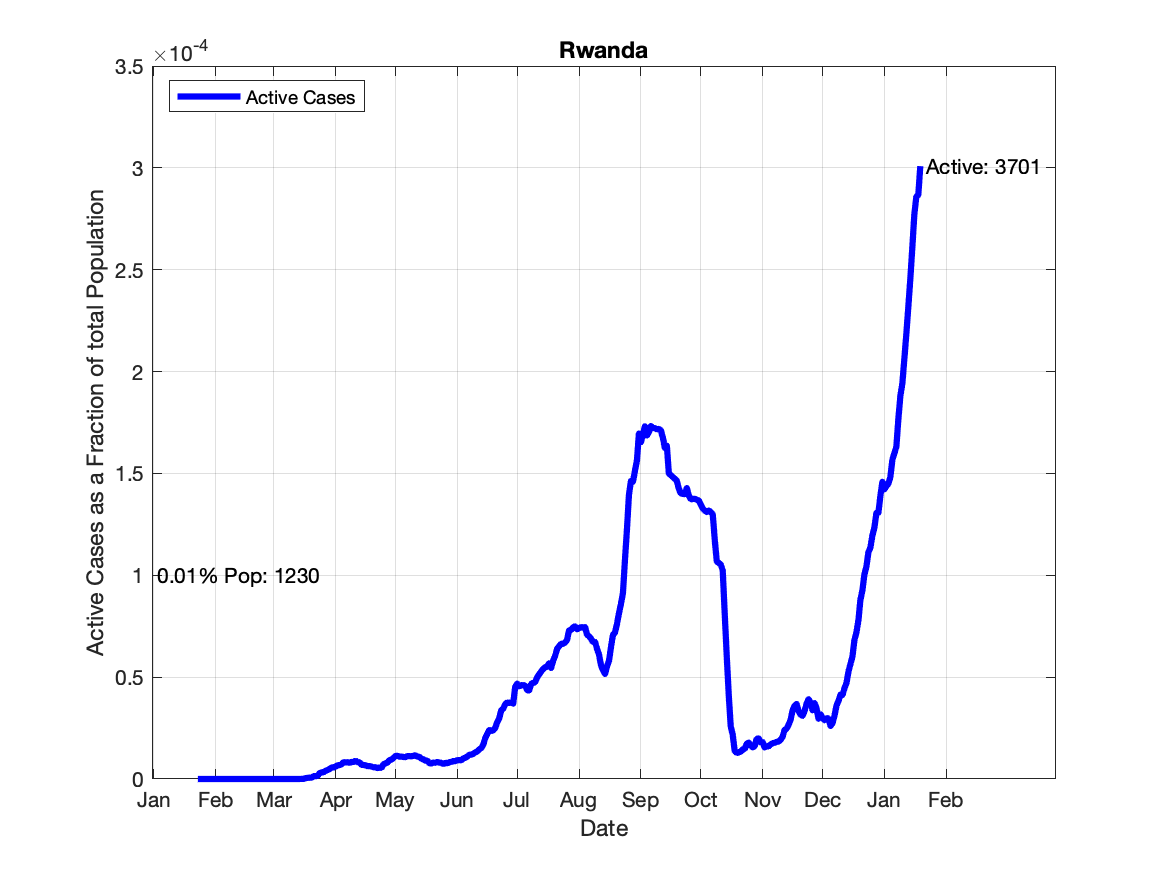 Rwanda
×10-4
3.5
3
2.5
2
1.5
1
0.5
0
Active Cases
Active: 3701
0.01% Pop: 1230
Active Cases as a Fraction of total Population
Jan Feb Mar Apr May Jun Jul Aug Sep Oct Nov Dec Jan Feb
Date